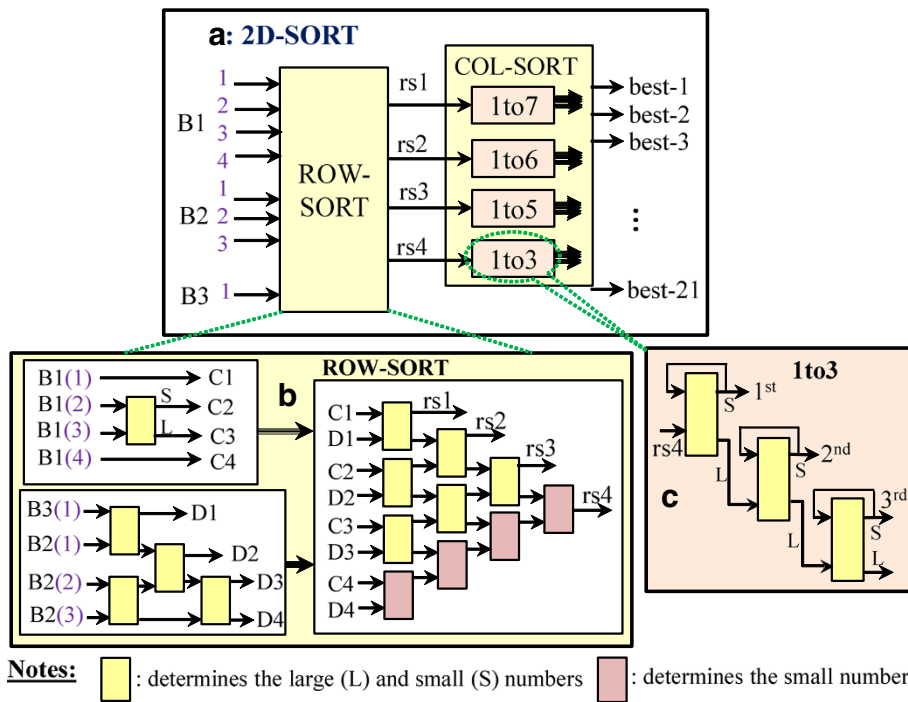 a: 2D-SORT
B1
1
2
3
4
B2
1
2
3
B3
1
ROW-
SORT
rs1
rs2
rs3
rs4
COL-SORT
1to7
1to6
1to5
1to3
best-1
best-2
best-3
...
best-21
b
ROW-SORT
B1(1)
B1(2)
B1(3)
B1(4)
S
L
C1
C2
C3
C4
B3(1)
B2(1)
B2(2)
B2(3)
D1
D2
D3
D4
C1
D1
C2
D2
C3
D3
C4
D4
rs1
rs2
rs3
rs4
1to3
c
rs4
S
1st
L
S
2nd
L
3rd
S
L
Notes:
: determines the large (L) and small (S) numbers
: determines the small number